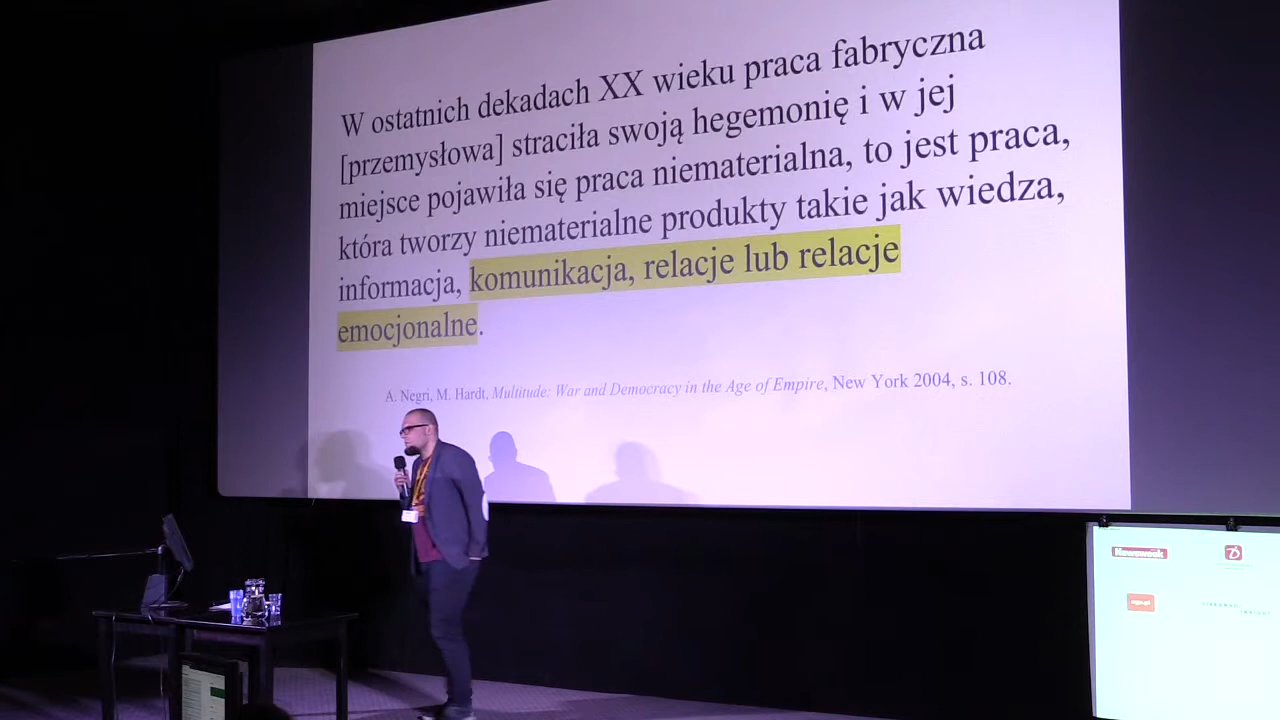 W ostatnich dekadach XX wieku praca fabryczna
[przemysłowa] straciła swoją hegemonię i w jej
miejsce pojawiła się praca niematerialna, to jest praca,
która tworzy niematerialne produkty takie jak wiedza,
informacja, komunikacja, relacje lub relacje
emocjonalne.
A. Negri, M. Hardt, Multitude: War and Democracy in the Age of Empire, New York 2004, s. 108.
Newsweek